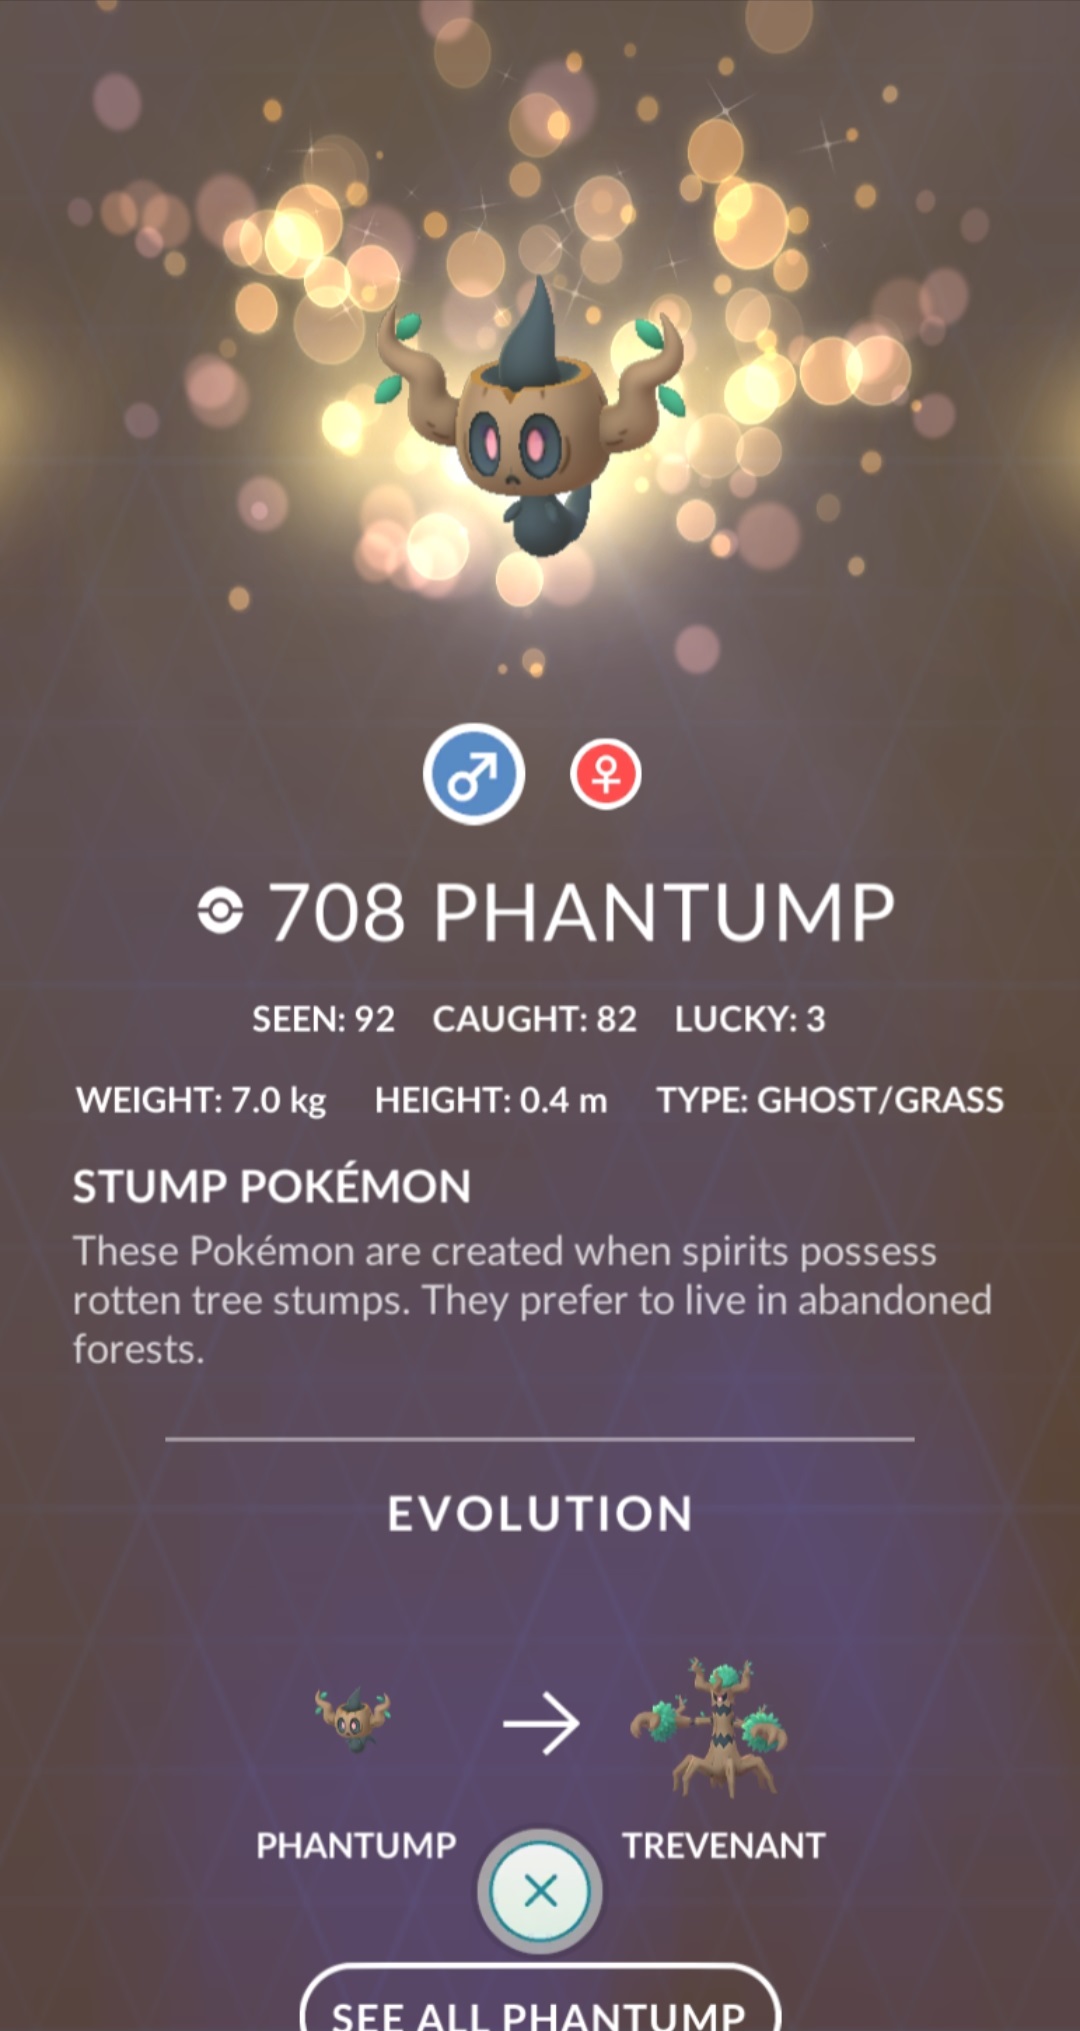 708 PHANTUMP
SEEN: 92 CAUGHT: 82 LUCKY: 3
WEIGHT: 7.0 kg HEIGHT: 0.4 m TYPE: GHOST/GRASS
STUMP POKÉMON
These Pokémon are created when spirits possess
rotten tree stumps. They prefer to live in abandoned
forests.
EVOLUTION
PHANTUMP TREVENANT
SEE ALL PHANTUMP